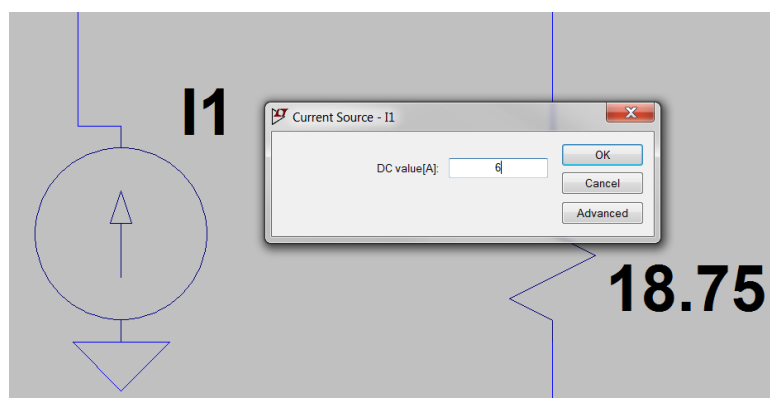 I1
Current Source - I1
DC value[A]:
6
OK
Cancel
Advanced
18.75